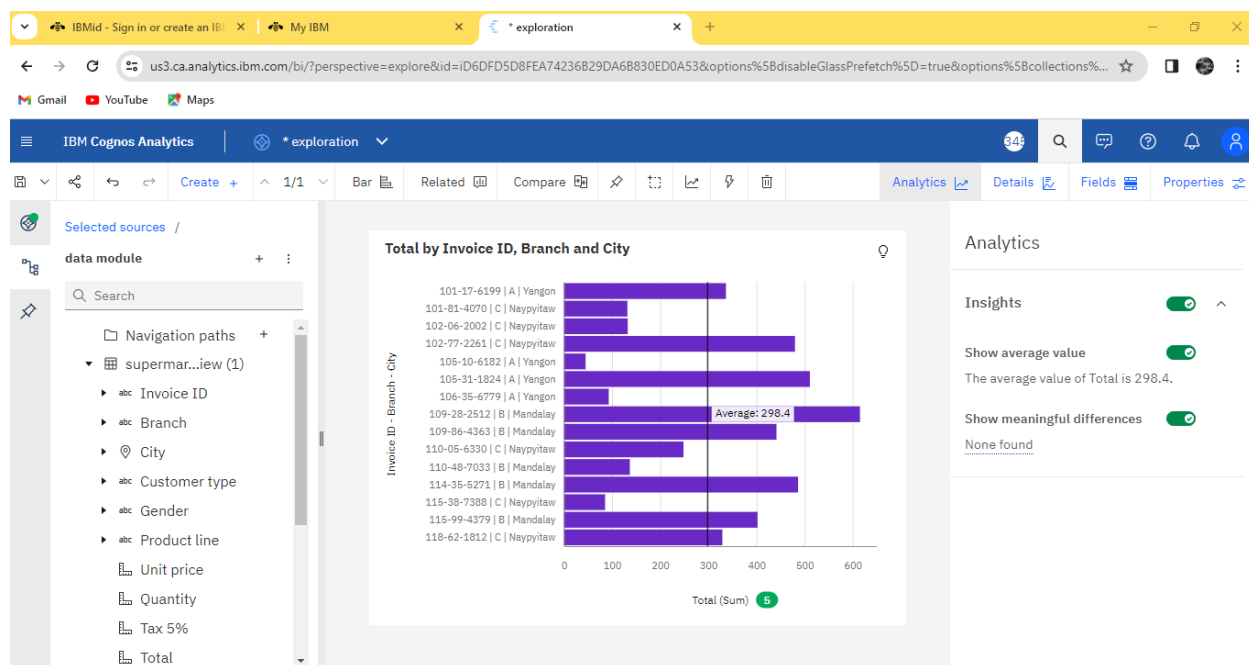 IBMid - Sign in or create an IBM
My IBM
* exploration
us3.ca.analytics.ibm.com/bi/?perspective=explore&id=iD6DFD5D8FEA74236B29DA6B830ED0A53&options%5BdisableGlassPrefetch%5D=true&options%5Bcollections%...
Gmail YouTube Maps
IBM Cognos Analytics * exploration
Create + 1/1 Bar Related Compare Analytics Details Fields Properties
Selected sources /
data module
Search
Navigation paths +
supermar...iew (1)
abc Invoice ID
abc Branch
City
abc Customer type
abc Gender
abc Product line
Unit price
Quantity
Tax 5%
Total
Total by Invoice ID, Branch and City
Invoice ID - Branch - City
101-17-6199 | A | Yangon
101-81-4070 | C | Naypyitaw
102-06-2002 | C | Naypyitaw
102-77-2261 | C | Naypyitaw
105-10-6182 | A | Yangon
105-31-1824 | A | Yangon
106-35-6779 | A | Yangon
109-28-2512 | B | Mandalay
109-86-4363 | B | Mandalay
110-05-6330 | C | Naypyitaw
110-48-7033 | B | Mandalay
114-35-5271 | B | Mandalay
115-38-7388 | C | Naypyitaw
115-99-4379 | B | Mandalay
118-62-1812 | C | Naypyitaw
Average: 298.4
0 100 200 300 400 500 600
Total (Sum) 5
Analytics
Insights
Show average value
The average value of Total is 298.4.
Show meaningful differences
None found